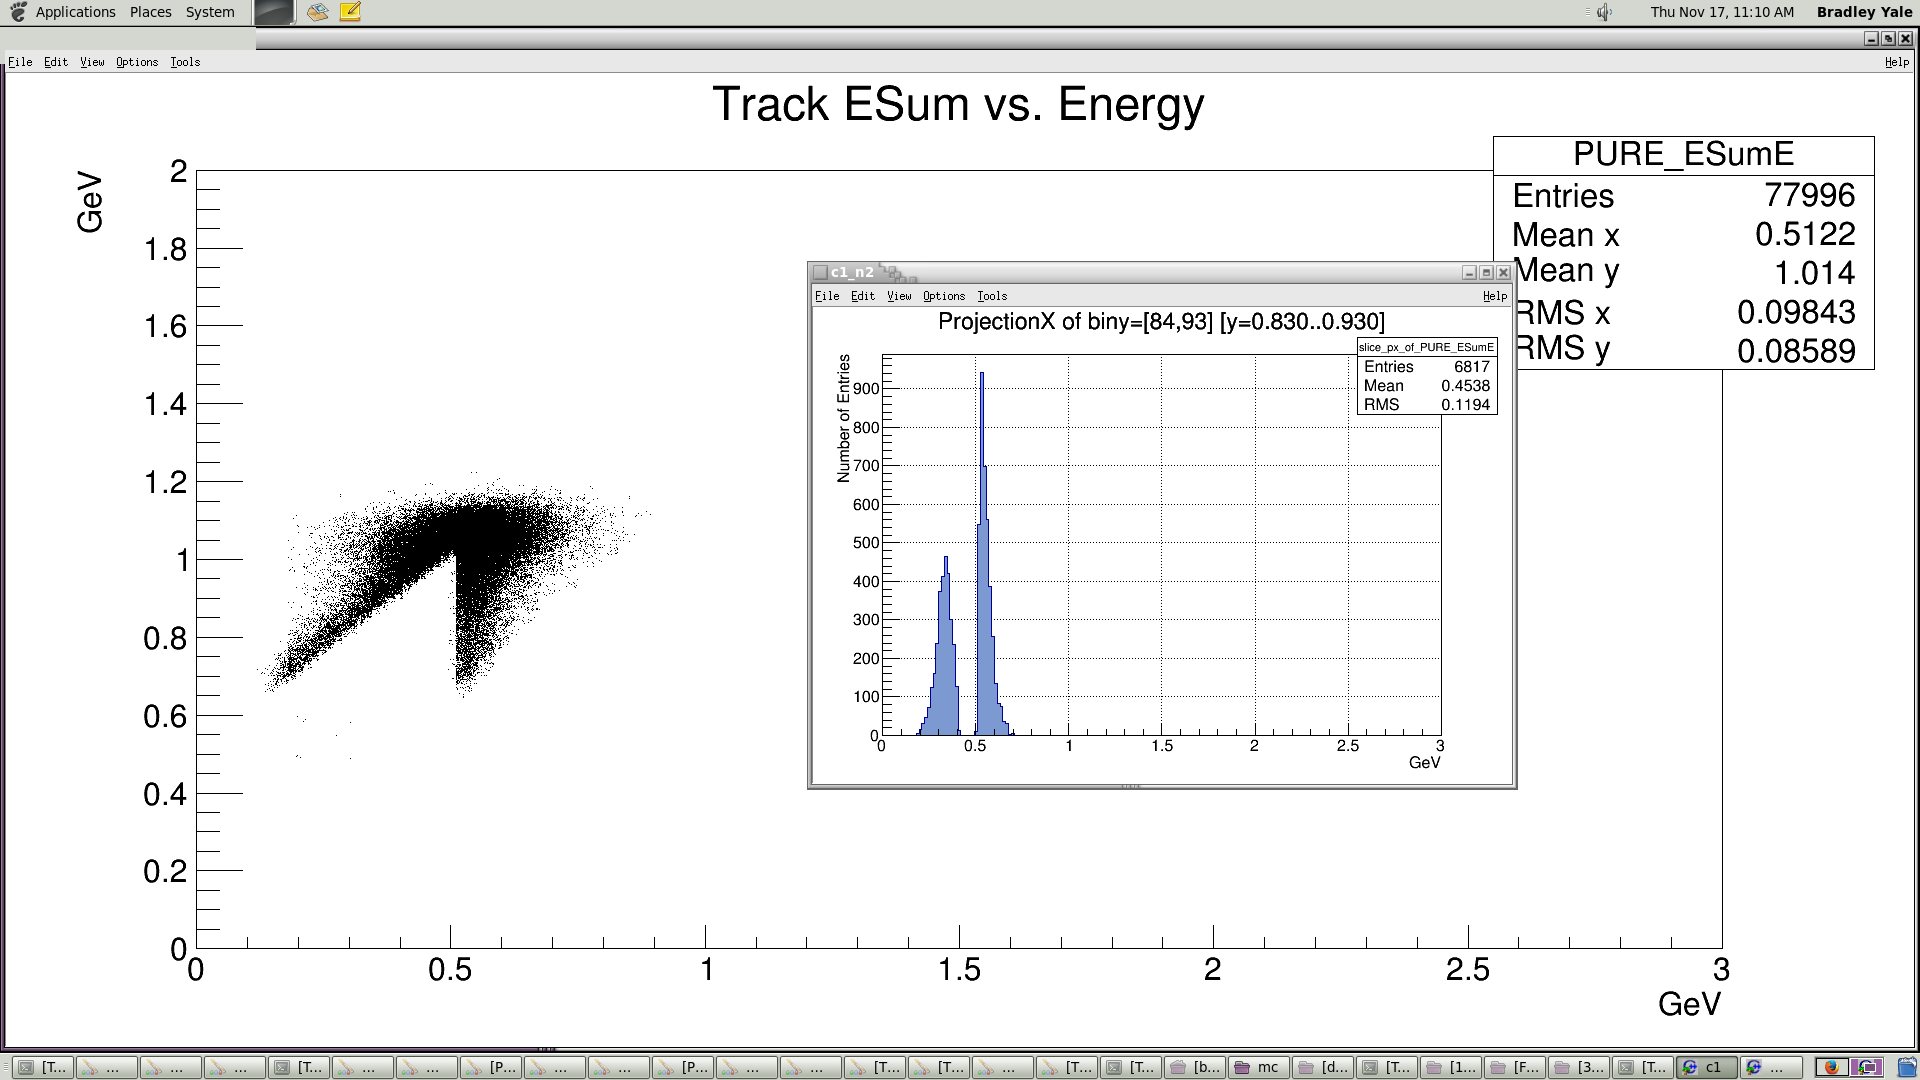 Applications Places System
Thu Nov 17, 11:10 AM Bradley Yale
File Edit View Options Tools
Help
Track ESum vs. Energy
PURE_ESumE
Entries 77996
Mean x 0.5122
Mean y 1.014
RMS x 0.09843
RMS y 0.08589
GeV
2
1.8
1.6
1.4
1.2
1
0.8
0.6
0.4
0.2
0
0 0.5 1 1.5 2 2.5 3
GeV
c1_n2
File Edit View Options Tools
Help
ProjectionX of biny=[84,93] [y=0.830..0.930]
slice_px_of_PURE_ESumE
Entries 6817
Mean 0.4538
RMS 0.1194
Number of Entries
900
800
700
600
500
400
300
200
100
0
0 0.5 1 1.5 2 2.5 3
GeV
[T... ... ... ... [T... ... ... [P... ... ... [P... ... ... [T... [T... ... [T... [T... [b... mc [d... [T... [1... [F... [3... [T... c1 ...